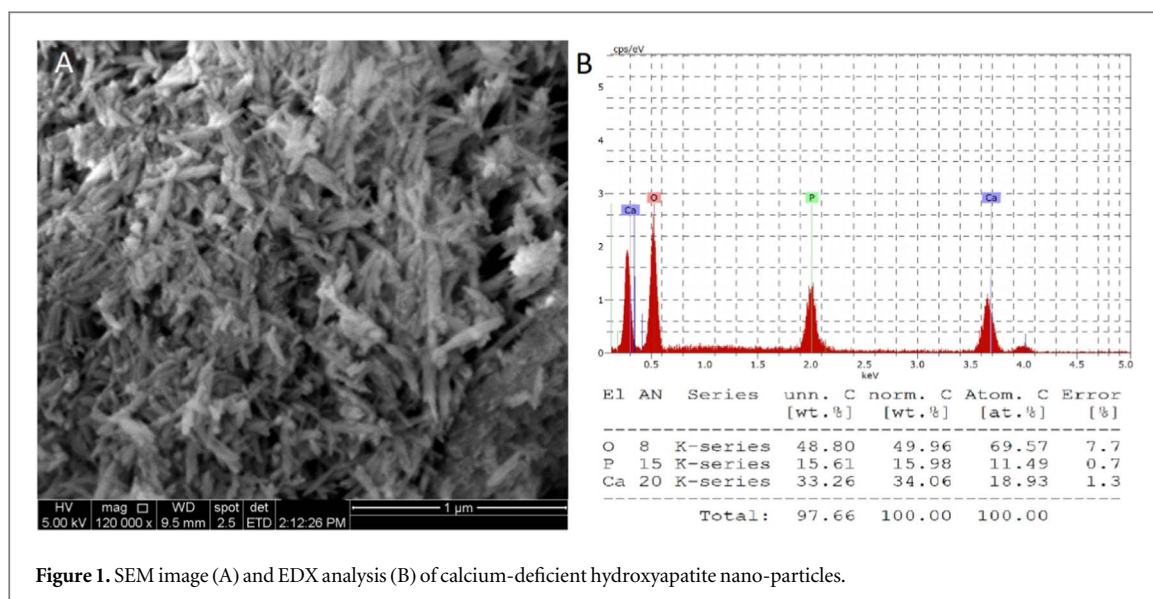 A
HV
mag □
WD
spot
det
5.00 kV
120 000 x
9.5 mm
2.5
ETD
2:12:26 PM
1 µm
B
cps/eV
5
4
3
2
1
0
Ca
O
P
Ca
0.5 1.0 1.5 2.0 2.5 3.0 3.5 4.0 4.5 5.0
keV
El AN Series unn. C norm. C Atom. C Error
[wt.%] [wt.%] [at.%] [%]
O 8 K-series 48.80 49.96 69.57 7.7
P 15 K-series 15.61 15.98 11.49 0.7
Ca 20 K-series 33.26 34.06 18.93 1.3
Total: 97.66 100.00 100.00
Figure 1. SEM image (A) and EDX analysis (B) of calcium-deficient hydroxyapatite nano-particles.